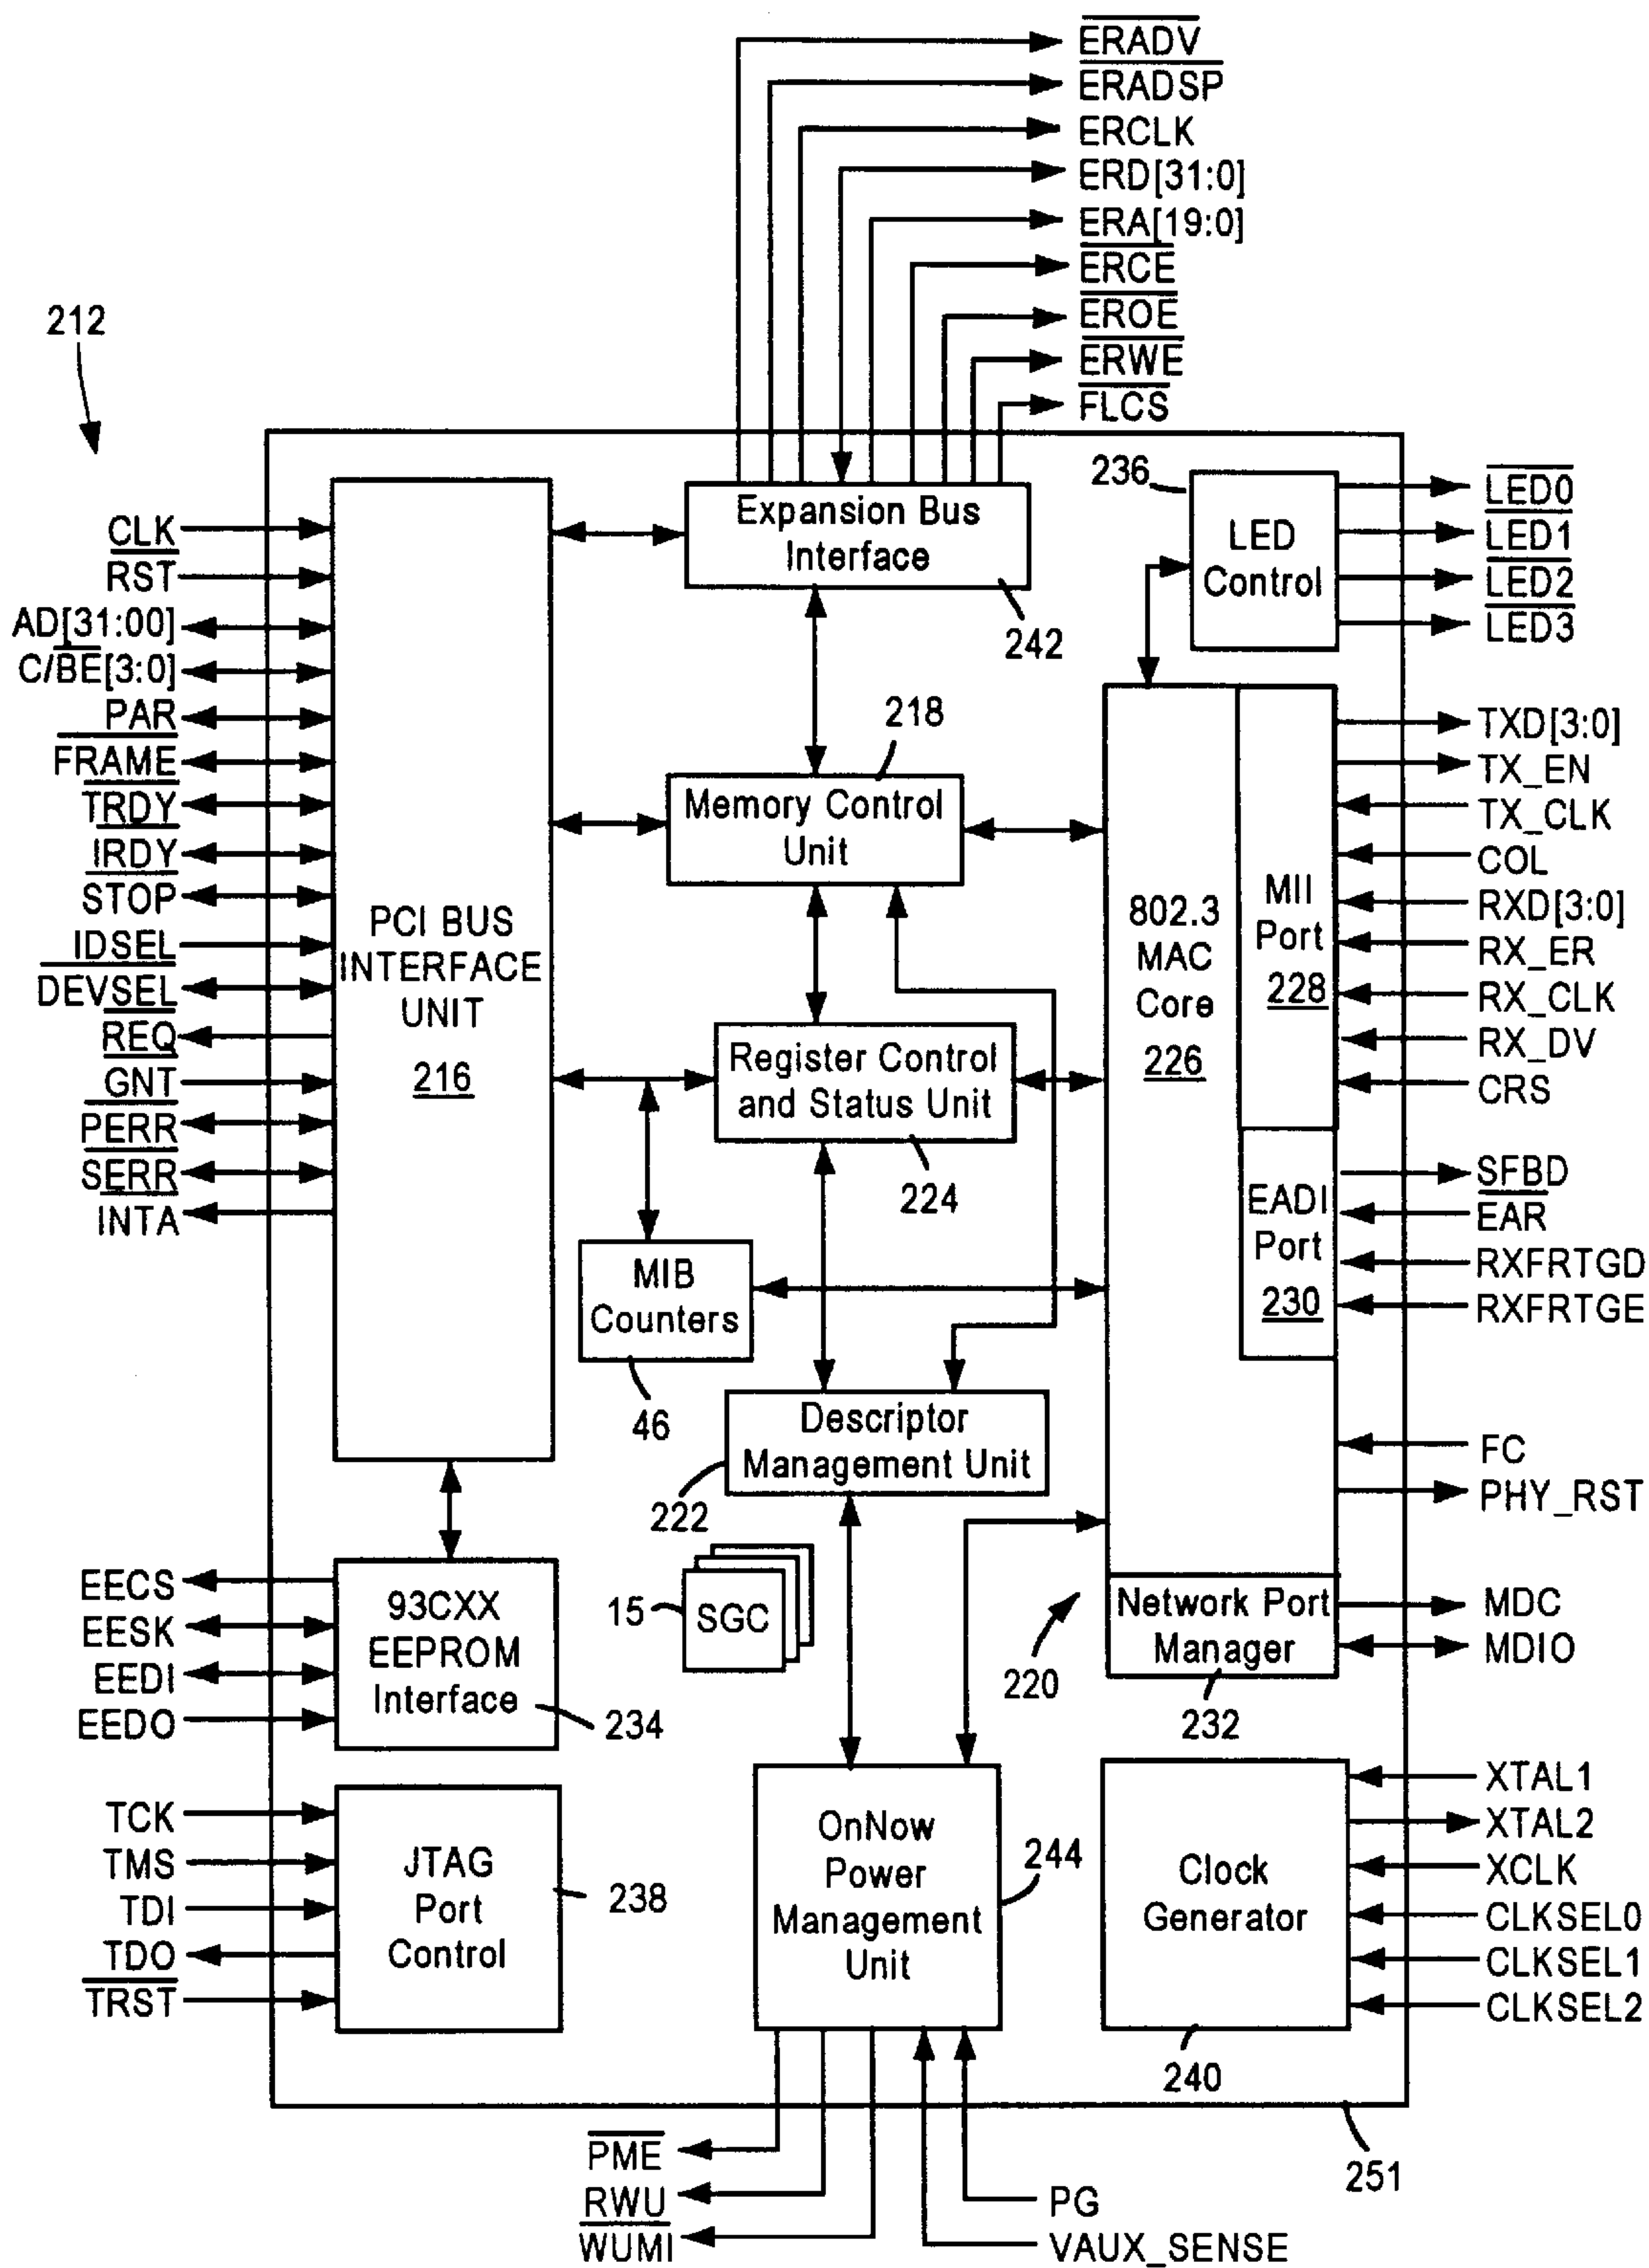 ERADV
ERADSP
ERCLK
ERD[31:0]
ERA[19:0]
ERCE
EROE
ERWE
FLCS
212
CLK
RST
AD[31:00]
C/BE[3:0]
PAR
FRAME
TRDY
IRDY
STOP
IDSEL
DEVSEL
REQ
GNT
PERR
SERR
INTA
PCI BUS
INTERFACE
UNIT
216
Expansion Bus
Interface
242
236
LED
Control
LED0
LED1
LED2
LED3
218
Memory Control
Unit
802.3
MAC
Core
226
MII
Port
228
TXD[3:0]
TX_EN
TX_CLK
COL
RXD[3:0]
RX_ER
RX_CLK
RX_DV
CRS
Register Control
and Status Unit
224
EADI
Port
230
SFBD
EAR
RXFRTGD
RXFRTGE
MIB
Counters
46
Descriptor
Management Unit
222
FC
PHY_RST
EECS
EESK
EEDI
EEDO
93CXX
EEPROM
Interface
234
15
SGC
220
Network Port
Manager
232
MDC
MDIO
TCK
TMS
TDI
TDO
TRST
JTAG
Port
Control
238
OnNow
Power
Management
Unit
244
Clock
Generator
240
XTAL1
XTAL2
XCLK
CLKSEL0
CLKSEL1
CLKSEL2
251
PME
RWU
WUMI
PG
VAUX_SENSE